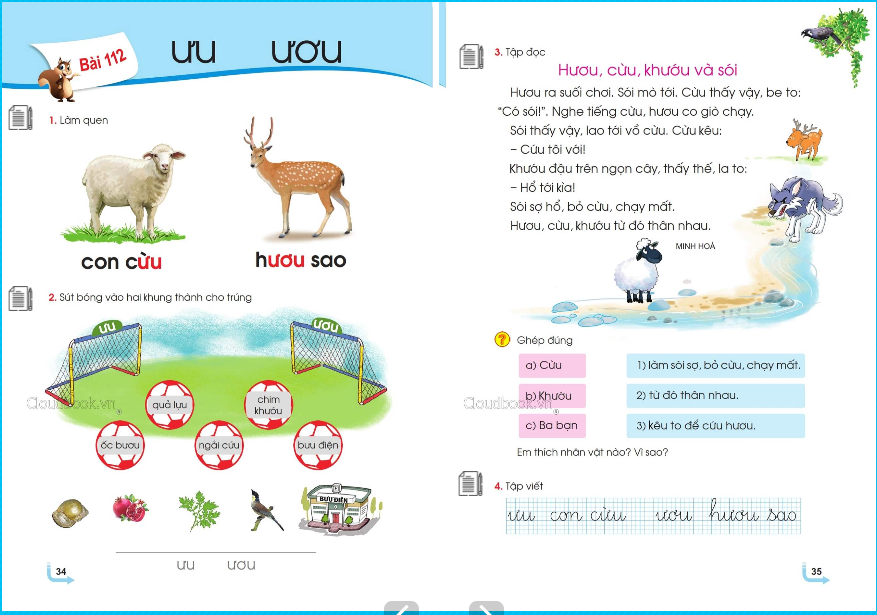 Bài 112
ưu ươu
1. Làm quen
con cừu
hươu sao
2. Sút bóng vào hai khung thành cho trúng
ưu
ươu
quả lựu
chim
khướu
Cloudbook.vn
ốc bươu
ngải cứu
bưu điện
BƯU ĐIỆN
ưu ươu
34
3. Tập đọc
Hươu, cừu, khướu và sói
Hươu ra suối chơi. Sói mò tới. Cừu thấy vậy, be to:
"Có sói!". Nghe tiếng cừu, hươu co giò chạy.
Sói thấy vậy, lao tới vồ cừu. Cừu kêu:
– Cứu tôi với!
Khướu đậu trên ngọn cây, thấy thế, la to:
– Hổ tới kìa!
Sói sợ hổ, bỏ cừu, chạy mất.
Hươu, cừu, khướu từ đó thân nhau.
MINH HOÀ
? Ghép đúng
a) Cừu
1) làm sói sợ, bỏ cừu, chạy mất.
Cloudbook.vn
b) Khướu
2) từ đó thân nhau.
c) Ba bạn
3) kêu to để cứu hươu.
Em thích nhân vật nào? Vì sao?
4. Tập viết
ưu con cừu ươu hươu sao
35